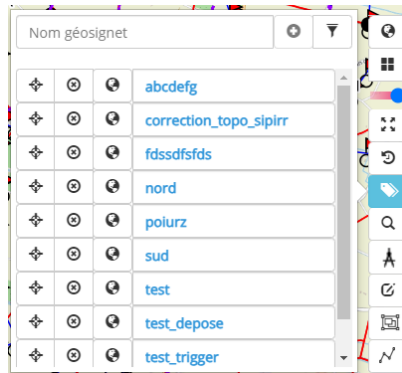 Nom géosignet
abcdefg
correction_topo_sipirr
fdssdfsfds
nord
poiurz
sud
test
test_depose
test_trigger